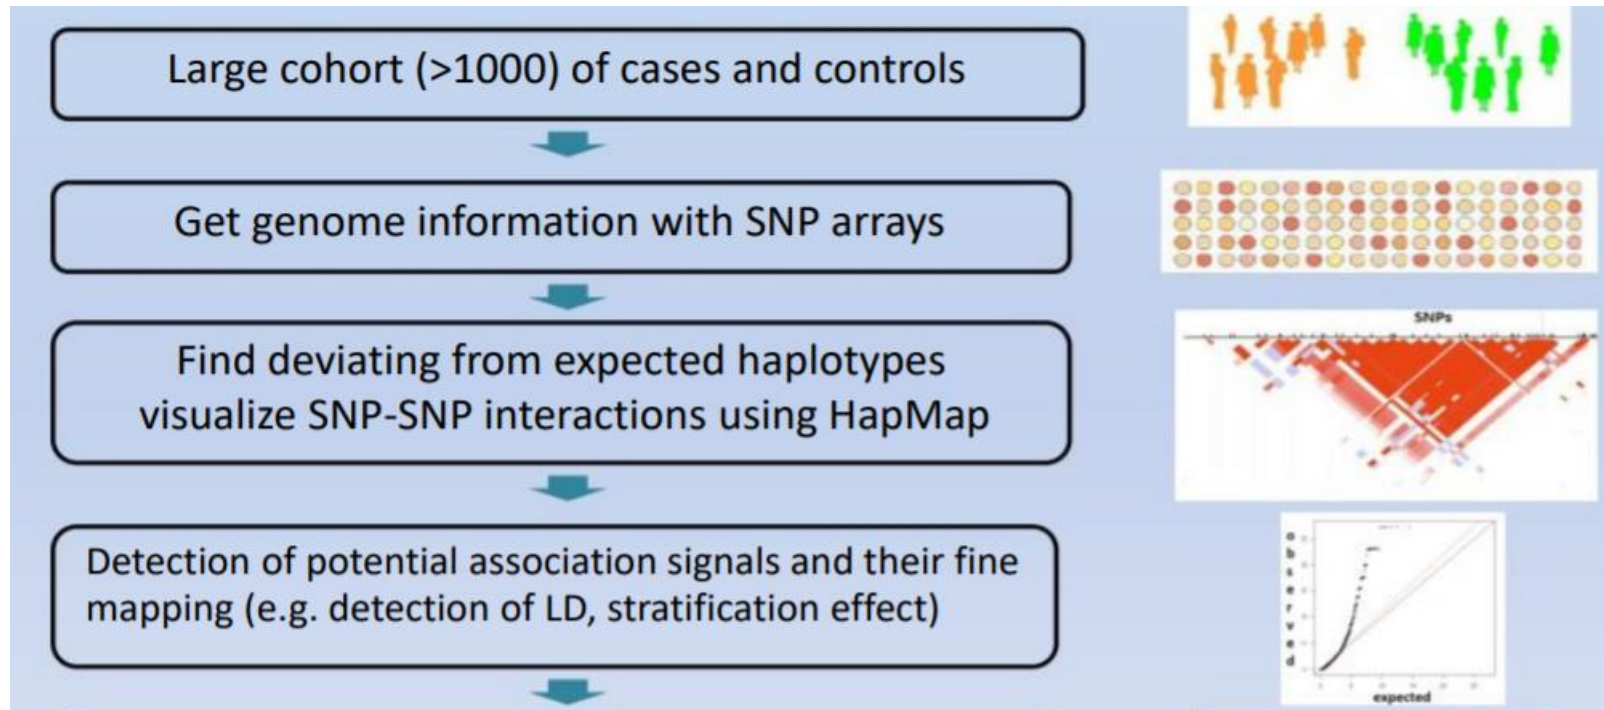 Large cohort (>1000) of cases and controls
Get genome information with SNP arrays
SNPs
Find deviating from expected haplotypes
visualize SNP-SNP interactions using HapMap
Detection of potential association signals and their fine
mapping (e.g. detection of LD, stratification effect)
observed
expected